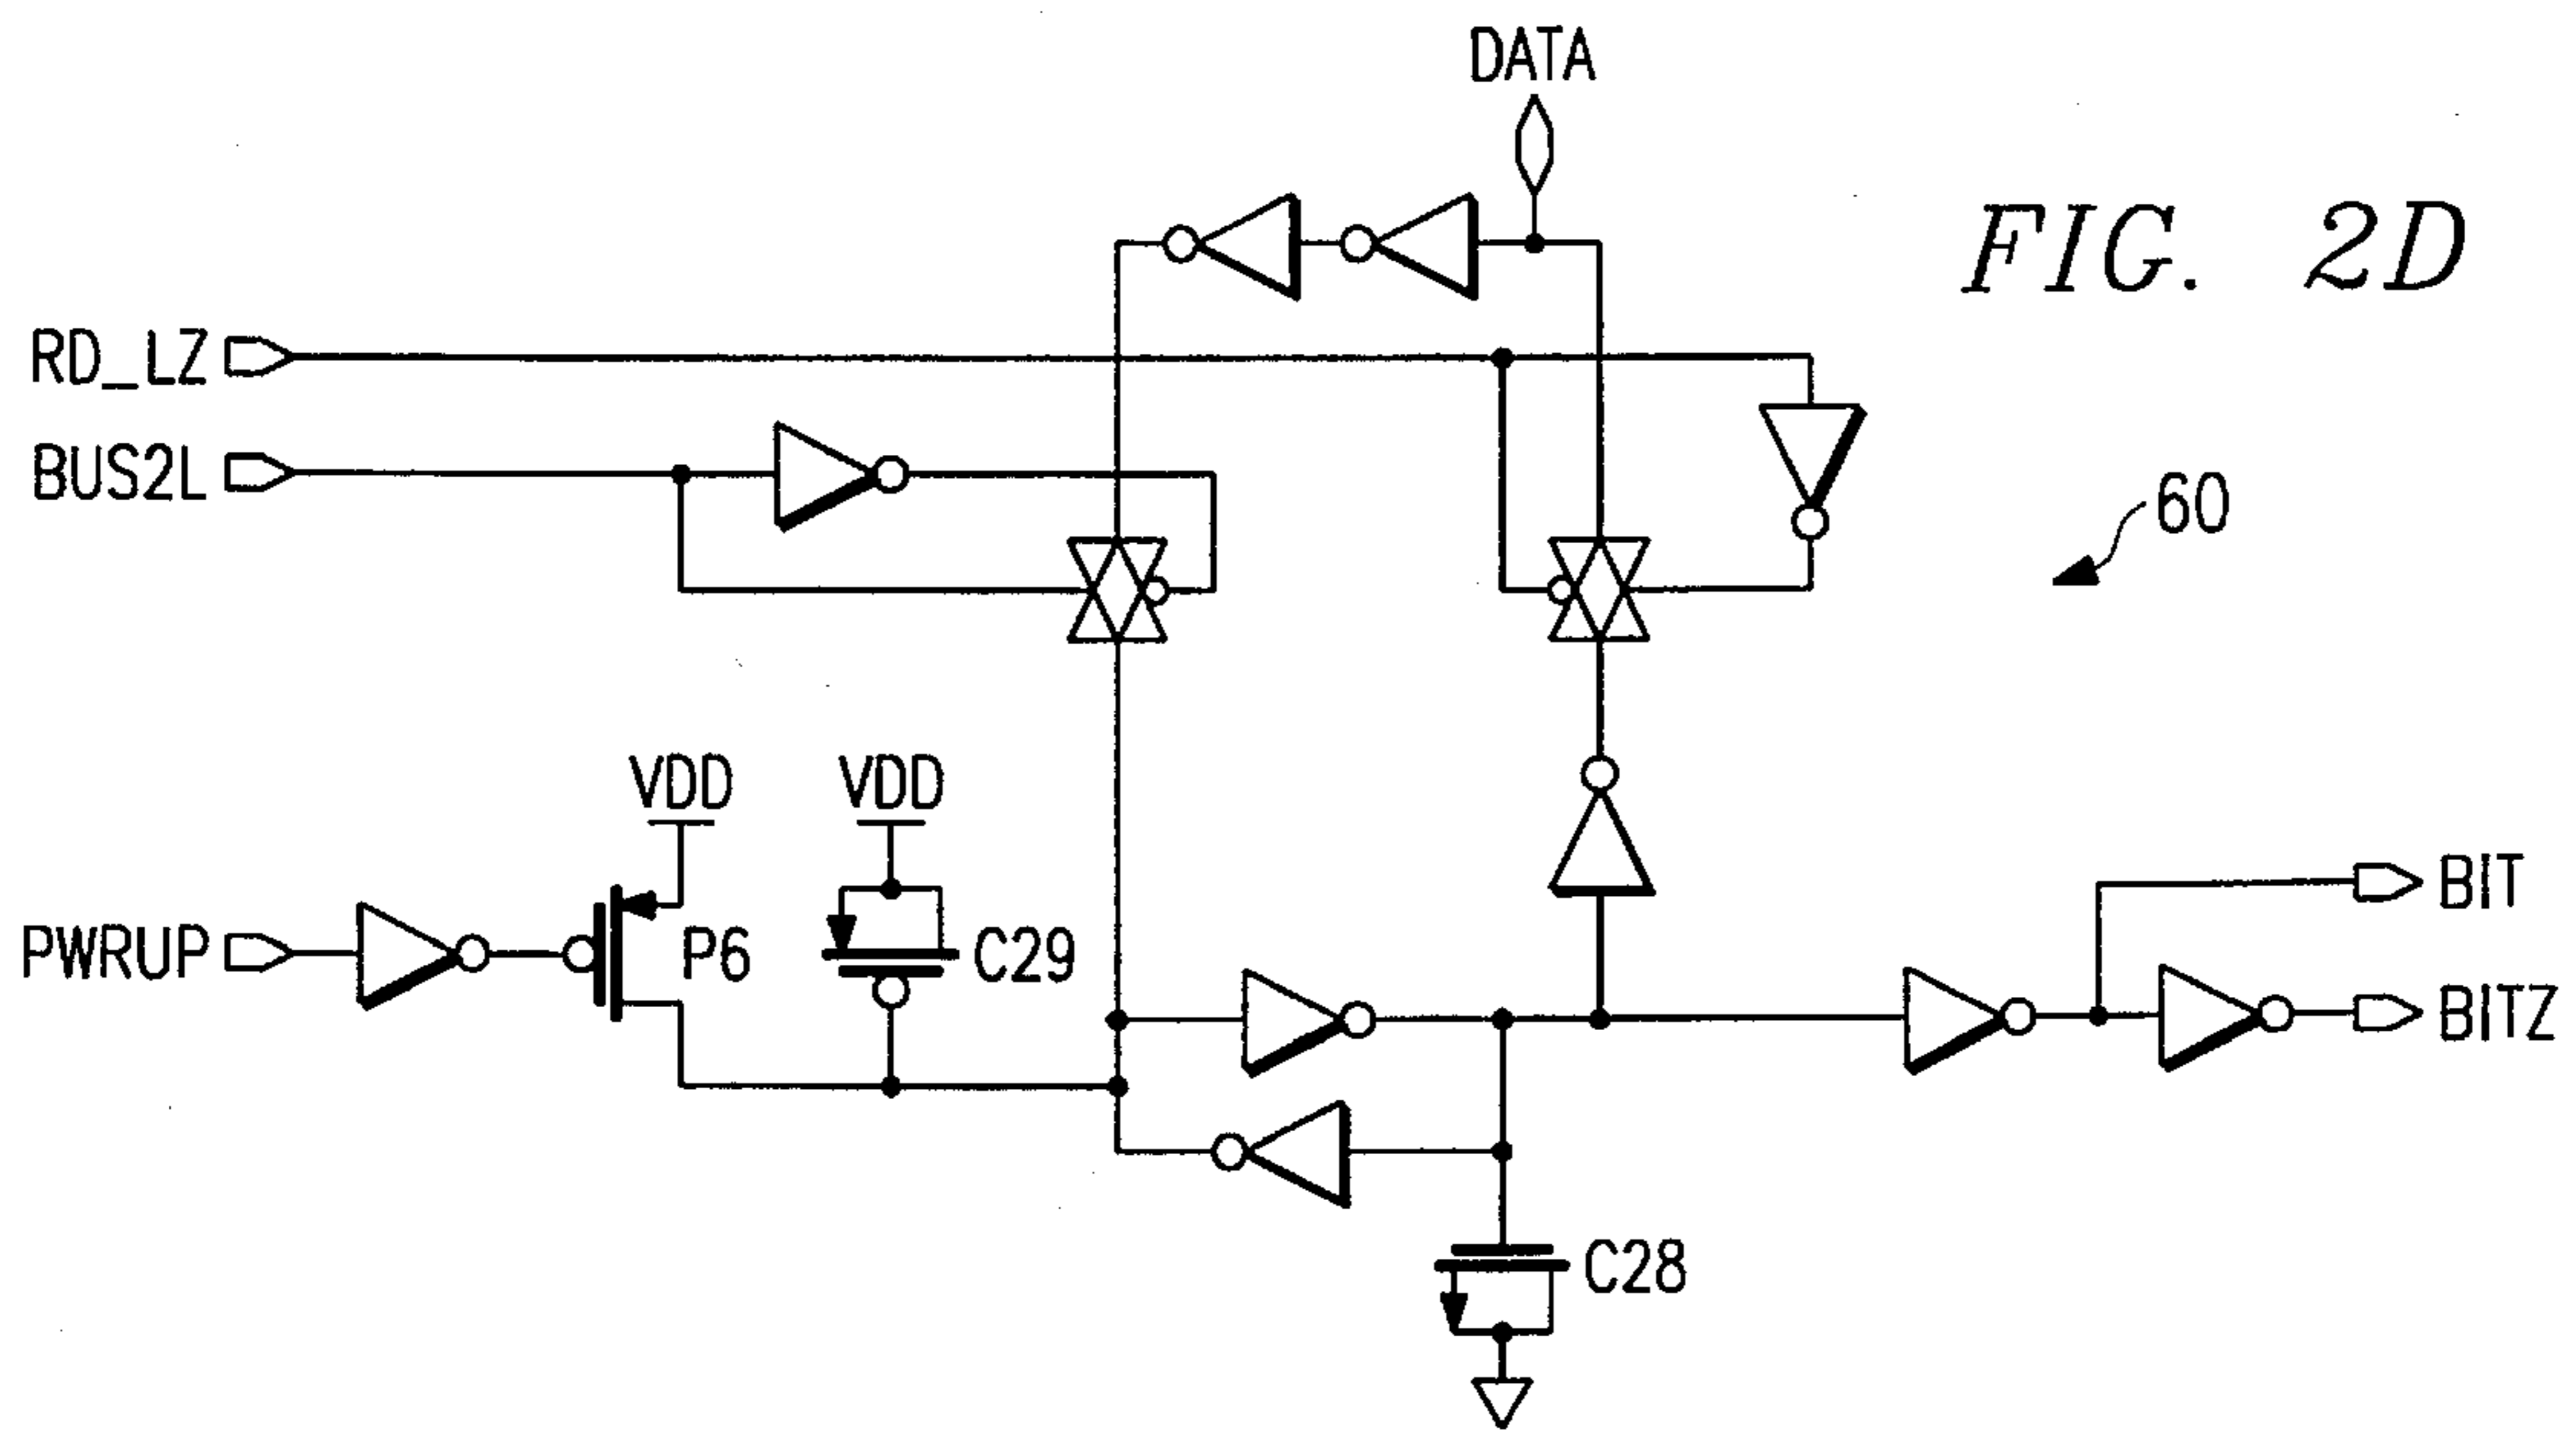 DATA
FIG. 2D
RD_LZ
BUS2L
60
VDD
VDD
BIT
PWRUP
P6
C29
BITZ
C28